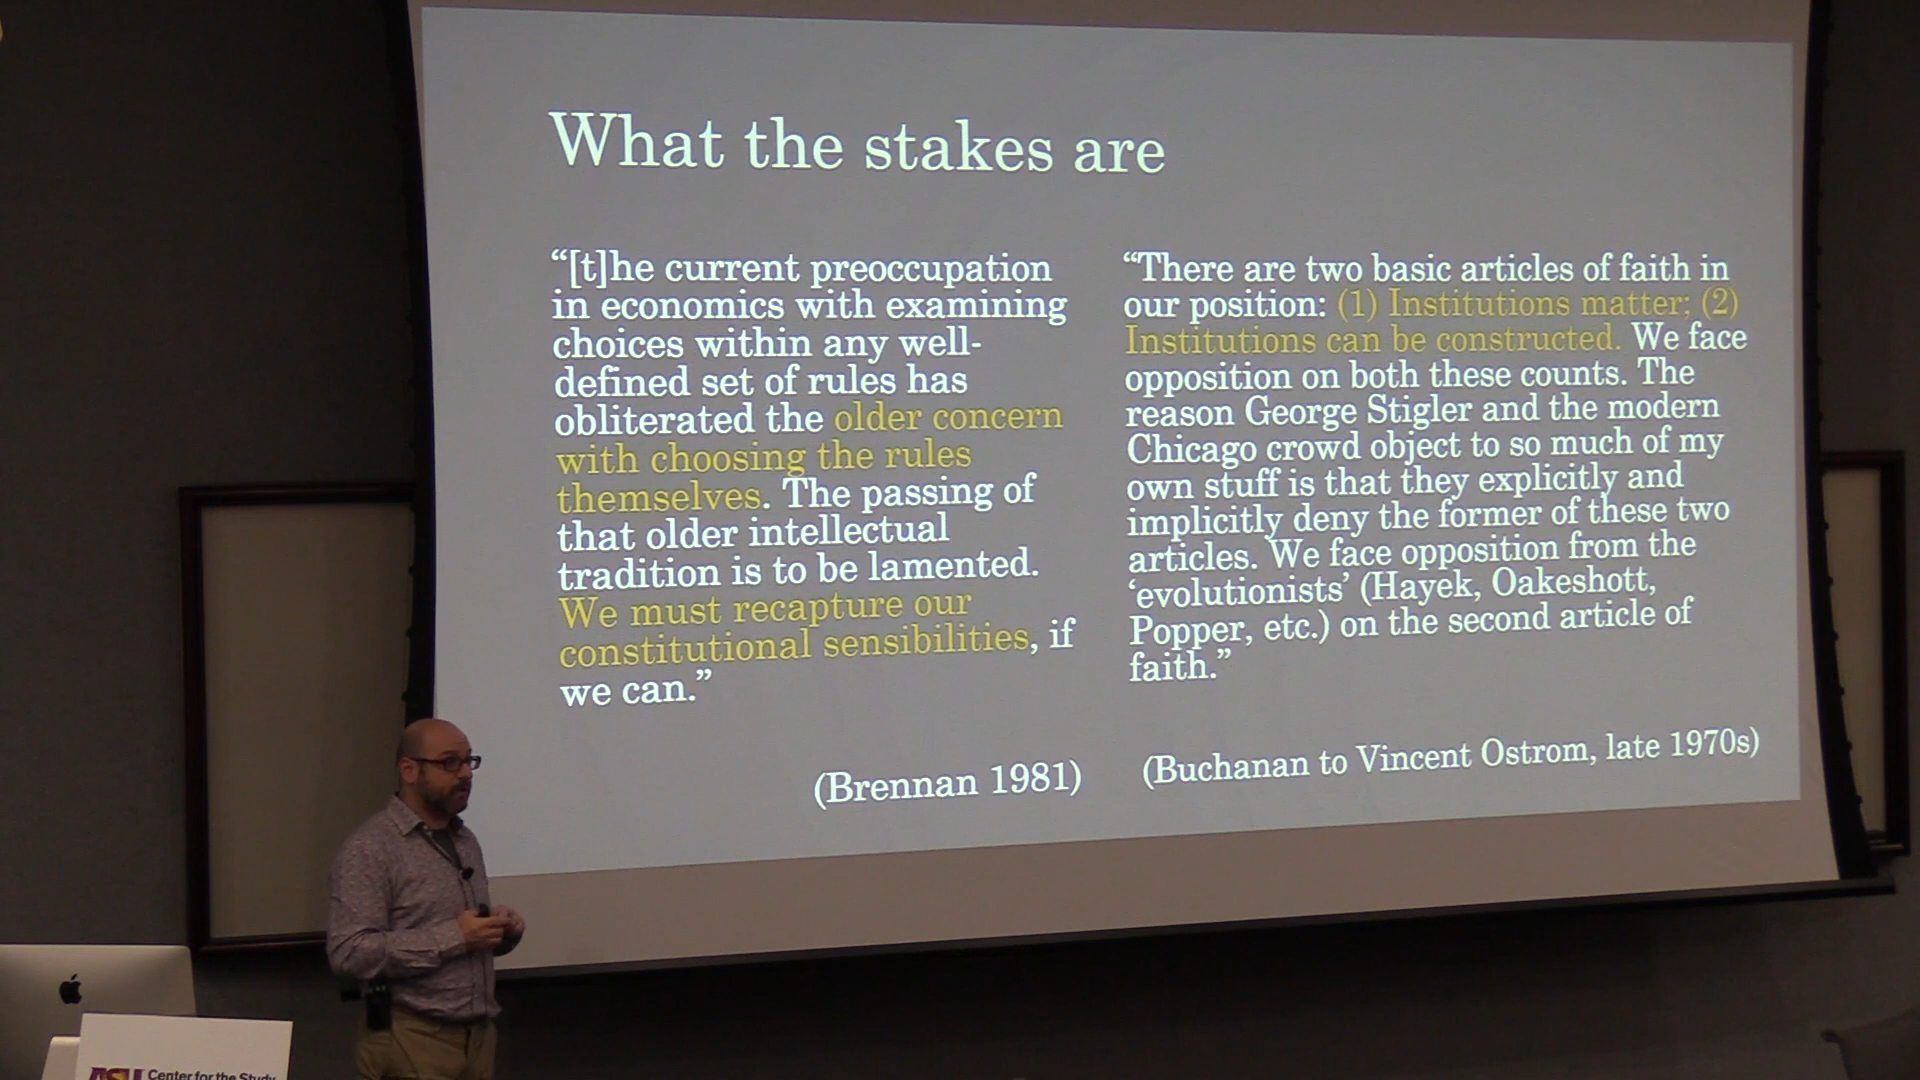 What the stakes are
“[t]he current preoccupation
in economics with examining
choices within any well-
defined set of rules has
obliterated the older concern
with choosing the rules
themselves. The passing of
that older intellectual
tradition is to be lamented.
We must recapture our
constitutional sensibilities, if
we can.”
(Brennan 1981)
“There are two basic articles of faith in
our position: (1) Institutions matter; (2)
Institutions can be constructed. We face
opposition on both these counts. The
reason George Stigler and the modern
Chicago crowd object to so much of my
own stuff is that they explicitly and
implicitly deny the former of these two
articles. We face opposition from the
‘evolutionists’ (Hayek, Oakeshott,
Popper, etc.) on the second article of
faith.”
(Buchanan to Vincent Ostrom, late 1970s)
ASU Center for the Study